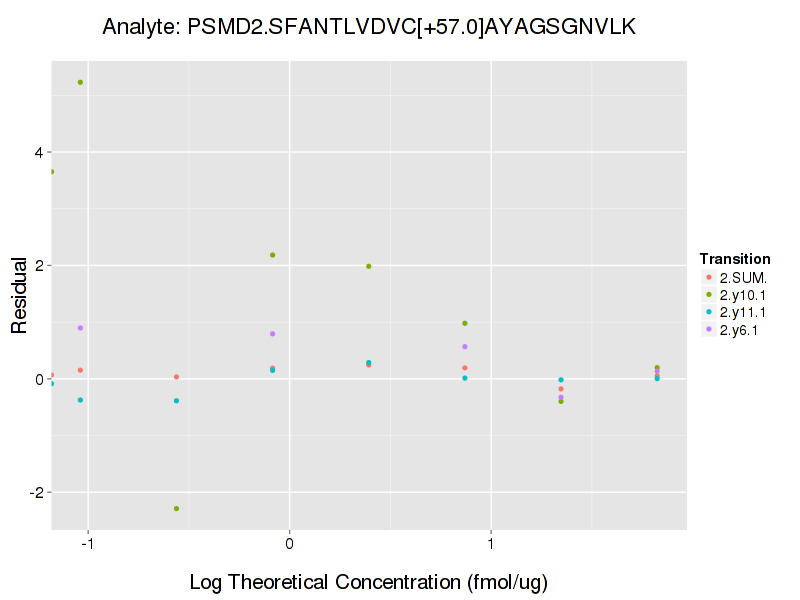 Analyte: PSMD2.SFANTLVDVC[+57.0]AYAGSGNVLK
Residual
4
2
0
-2
-1
0
1
Log Theoretical Concentration (fmol/ug)
Transition
2.SUM.
2.y10.1
2.y11.1
2.y6.1